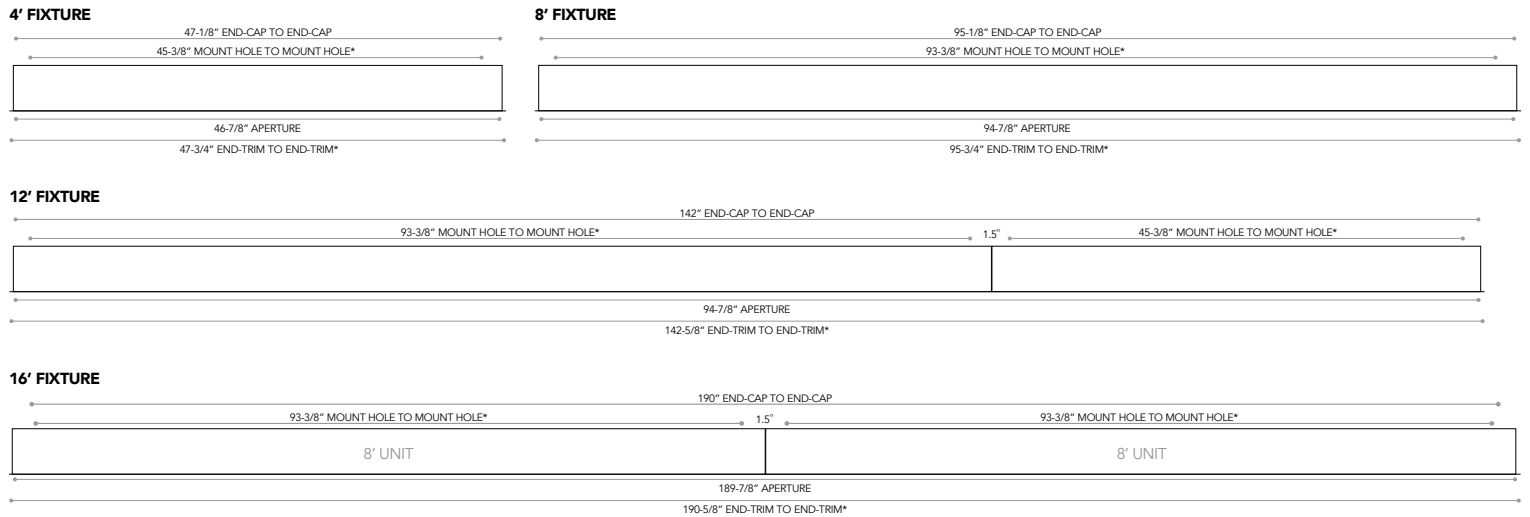 4’ FIXTURE
8’ FIXTURE
47-1/8” END-CAP TO END-CAP
95-1/8” END-CAP TO END-CAP
45-3/8” MOUNT HOLE TO MOUNT HOLE*
93-3/8” MOUNT HOLE TO MOUNT HOLE*
46-7/8” APERTURE
94-7/8” APERTURE
47-3/4” END-TRIM TO END-TRIM*
95-3/4” END-TRIM TO END-TRIM*
12’ FIXTURE
142” END-CAP TO END-CAP
93-3/8” MOUNT HOLE TO MOUNT HOLE*
1.5”
45-3/8” MOUNT HOLE TO MOUNT HOLE*
94-7/8” APERTURE
142-5/8” END-TRIM TO END-TRIM*
16’ FIXTURE
190” END-CAP TO END-CAP
93-3/8” MOUNT HOLE TO MOUNT HOLE*
1.5”
93-3/8” MOUNT HOLE TO MOUNT HOLE*
8’ UNIT
8’ UNIT
189-7/8” APERTURE
190-5/8” END-TRIM TO END-TRIM*